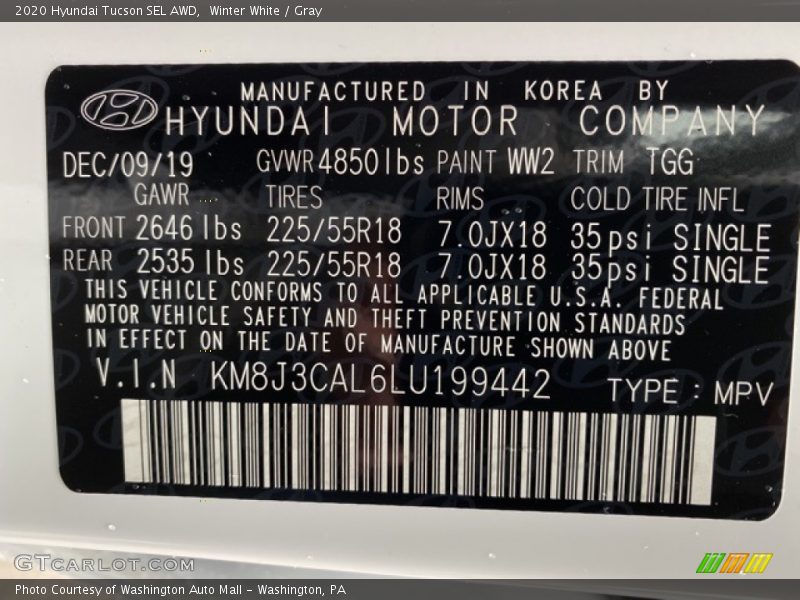 2020 Hyundai Tucson SEL AWD,  Winter White / Gray
MANUFACTURED IN KOREA BY
HYUNDAI MOTOR COMPANY
DEC/09/19 GVWR 4850lbs PAINT WW2 TRIM TGG
GAWR TIRES RIMS COLD TIRE INFL
FRONT 2646 lbs 225/55R18 7.0JX18 35psi SINGLE
REAR 2535 lbs 225/55R18 7.0JX18 35psi SINGLE
THIS VEHICLE CONFORMS TO ALL APPLICABLE U.S.A. FEDERAL
MOTOR VEHICLE SAFETY AND THEFT PREVENTION STANDARDS
IN EFFECT ON THE DATE OF MANUFACTURE SHOWN ABOVE
V.I.N KM8J3CAL6LU199442 TYPE : MPV
GTCARLOT.COM
Photo Courtesy of Washington Auto Mall - Washington, PA